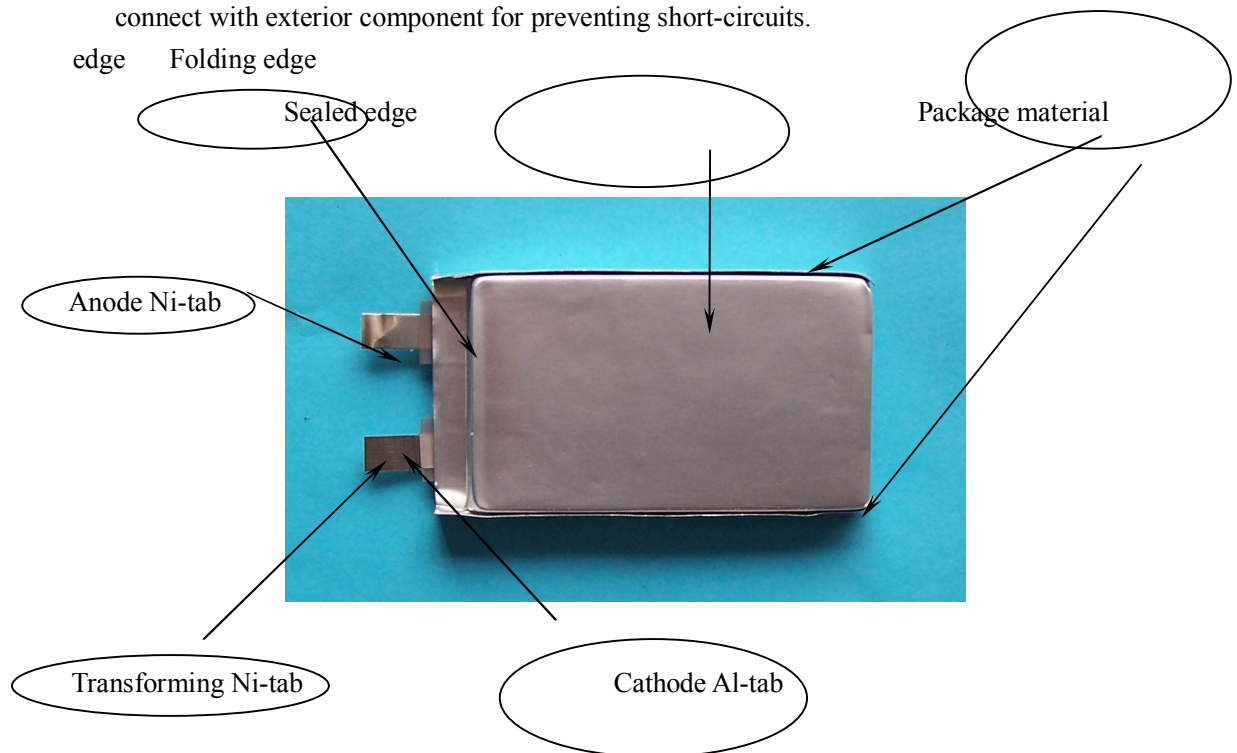 connect with exterior component for preventing short-circuits.
edge Folding edge
Sealed edge Package material
Anode Ni-tab
Transforming Ni-tab Cathode Al-tab